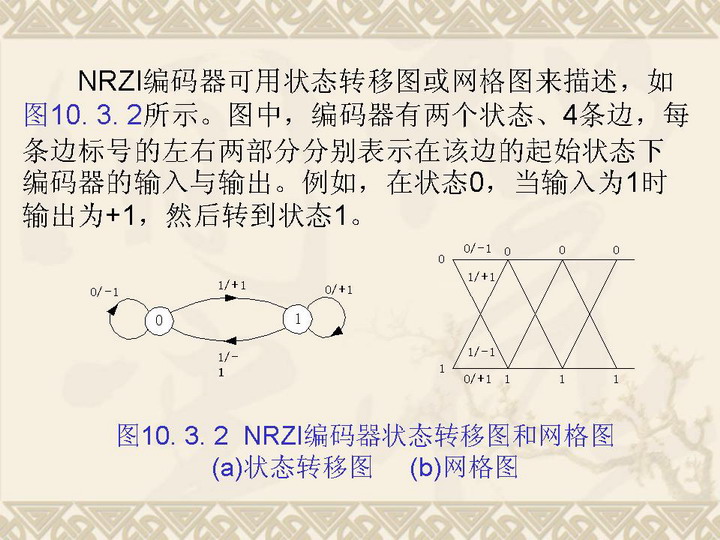 NRZI编码器可用状态转移图或网格图来描述，如
图10. 3. 2所示。图中，编码器有两个状态、4条边，每
条边标号的左右两部分分别表示在该边的起始状态下
编码器的输入与输出。例如，在状态0，当输入为1时
输出为+1，然后转到状态1。
0/-1
1/+1
0/+1
0
1
1/-
1
0/-1
0
0
0
0
1/+1
1/-1
1
0/+1
1
1
1
图10. 3. 2 NRZI编码器状态转移图和网格图
(a)状态转移图 (b)网格图